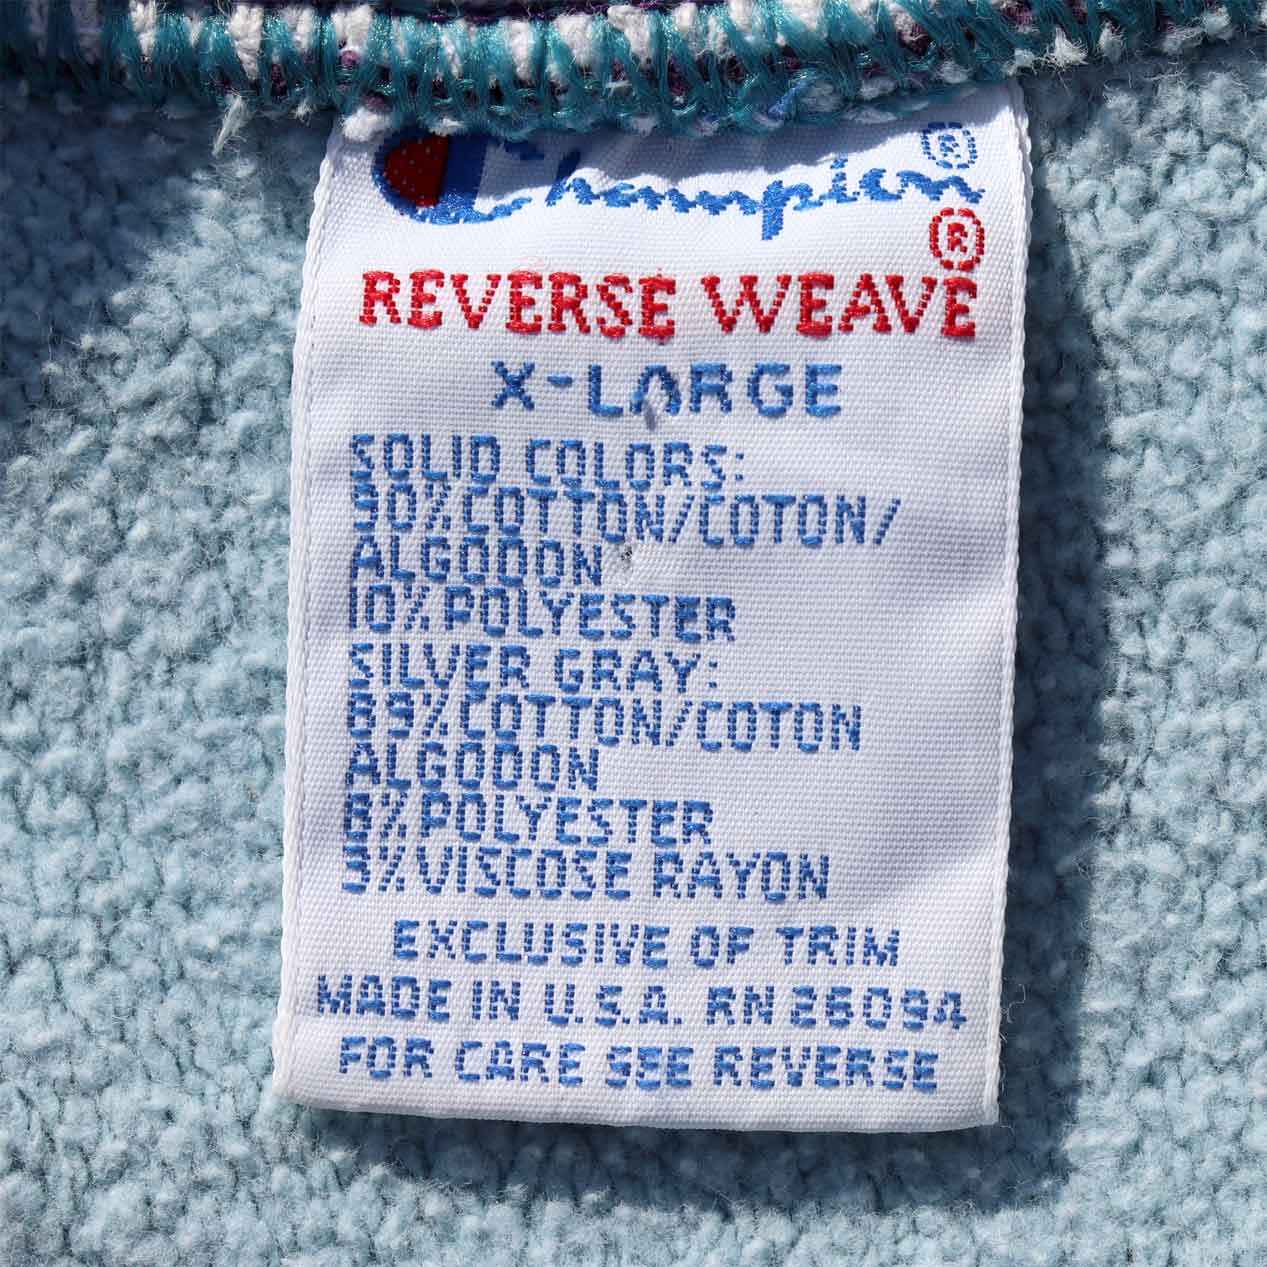 Champion®
REVERSE WEAVE®
X-LARGE
SOLID COLORS:
90% COTTON/COTON/
ALGODON
10% POLYESTER
SILVER GRAY:
89% COTTON/COTON
ALGODON
8% POLYESTER
3% VISCOSE RAYON
EXCLUSIVE OF TRIM
MADE IN U.S.A. RN 26094
FOR CARE SEE REVERSE